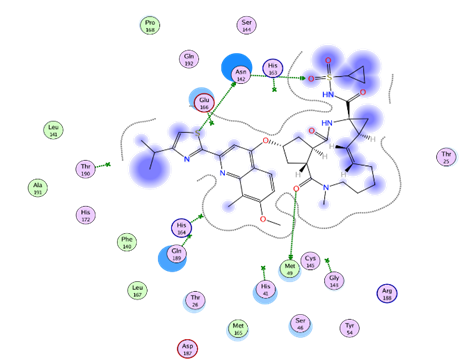 Ser
144
Pro
168
Gln
192
O
Asn
142
His
163
O
S
HN
O
Glu
166
HN
O
Leu
141
O
H
N
H
H
Thr
25
Thr
190
N
H
Ala
191
O
N
His
172
O
His
164
Phe
140
Gln
189
Met
49
Cys
145
Gly
143
Leu
167
Thr
26
His
41
Arg
188
Met
165
Ser
46
Tyr
54
Asp
187